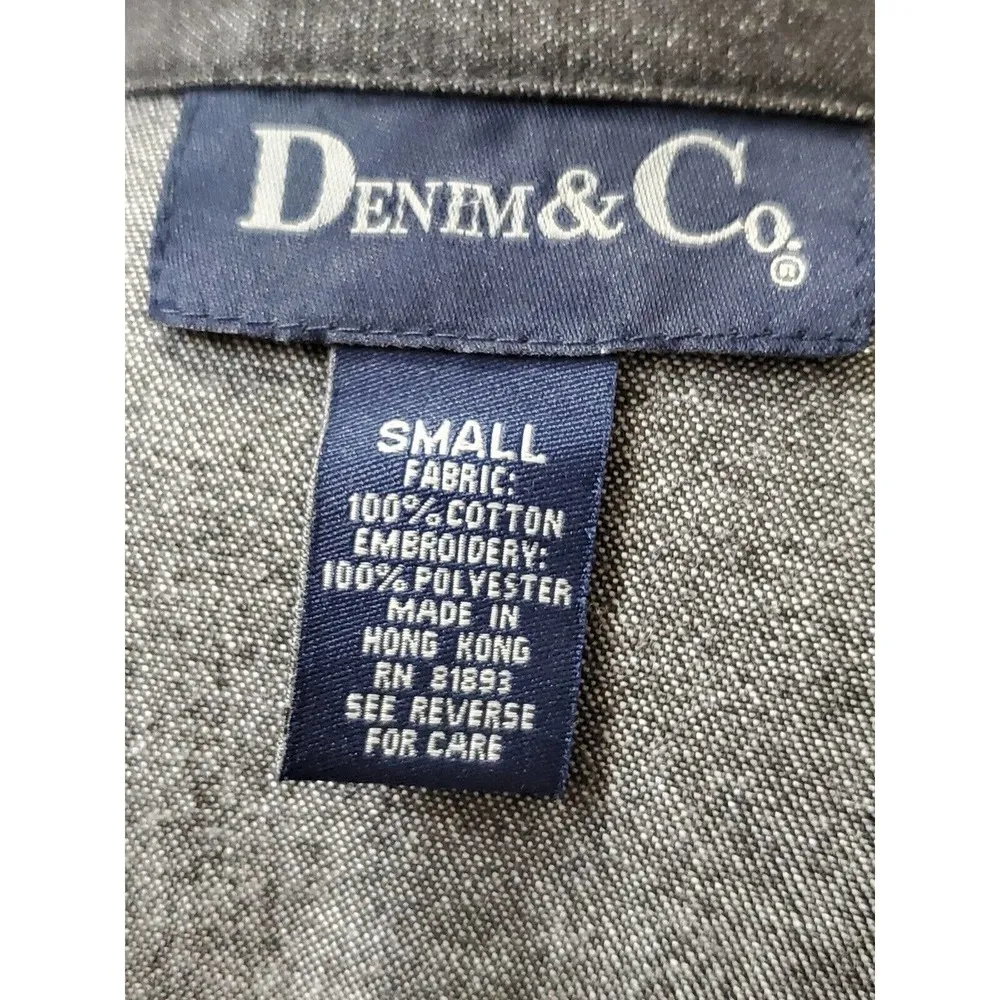 DENIM & CO.®
SMALL
FABRIC:
100% COTTON
EMBROIDERY:
100% POLYESTER
MADE IN
HONG KONG
RN 81893
SEE REVERSE
FOR CARE